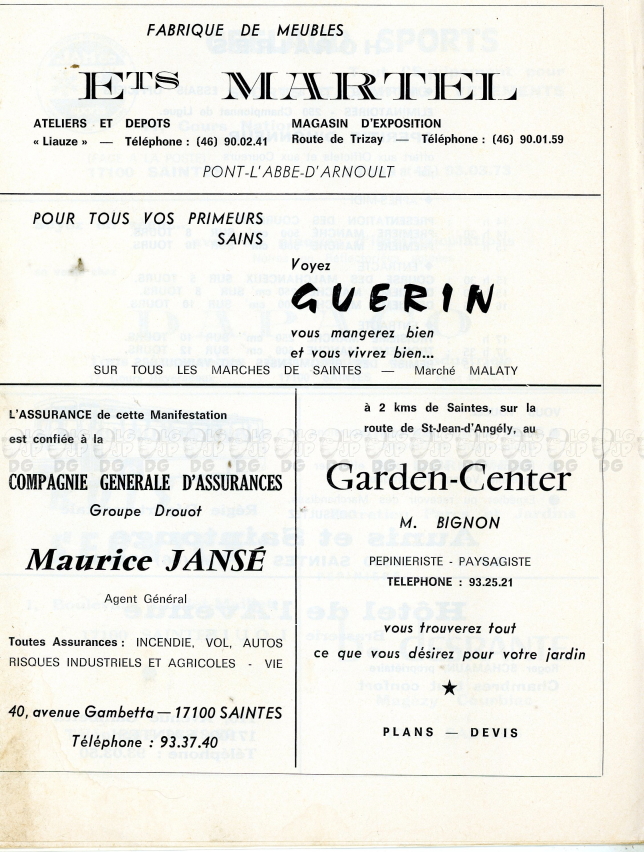 FABRIQUE DE MEUBLES
ETS MARTEL
ATELIERS ET DEPOTS
« Liauze » — Téléphone : (46) 90.02.41
MAGASIN D'EXPOSITION
Route de Trizay — Téléphone : (46) 90.01.59
PONT-L'ABBE-D'ARNOULT
POUR TOUS VOS PRIMEURS
SAINS
Voyez
GUERIN
vous mangerez bien
et vous vivrez bien...
SUR TOUS LES MARCHES DE SAINTES — Marché MALATY
L'ASSURANCE de cette Manifestation
est confiée à la
COMPAGNIE GENERALE D'ASSURANCES
Groupe Drouot
Maurice JANSÉ
Agent Général
Toutes Assurances : INCENDIE, VOL, AUTOS
RISQUES INDUSTRIELS ET AGRICOLES - VIE
40, avenue Gambetta — 17100 SAINTES
Téléphone : 93.37.40
à 2 kms de Saintes, sur la
route de St-Jean-d'Angély, au
Garden-Center
M. BIGNON
PEPINIERISTE - PAYSAGISTE
TELEPHONE : 93.25.21
vous trouverez tout
ce que vous désirez pour votre jardin
★
PLANS — DEVIS